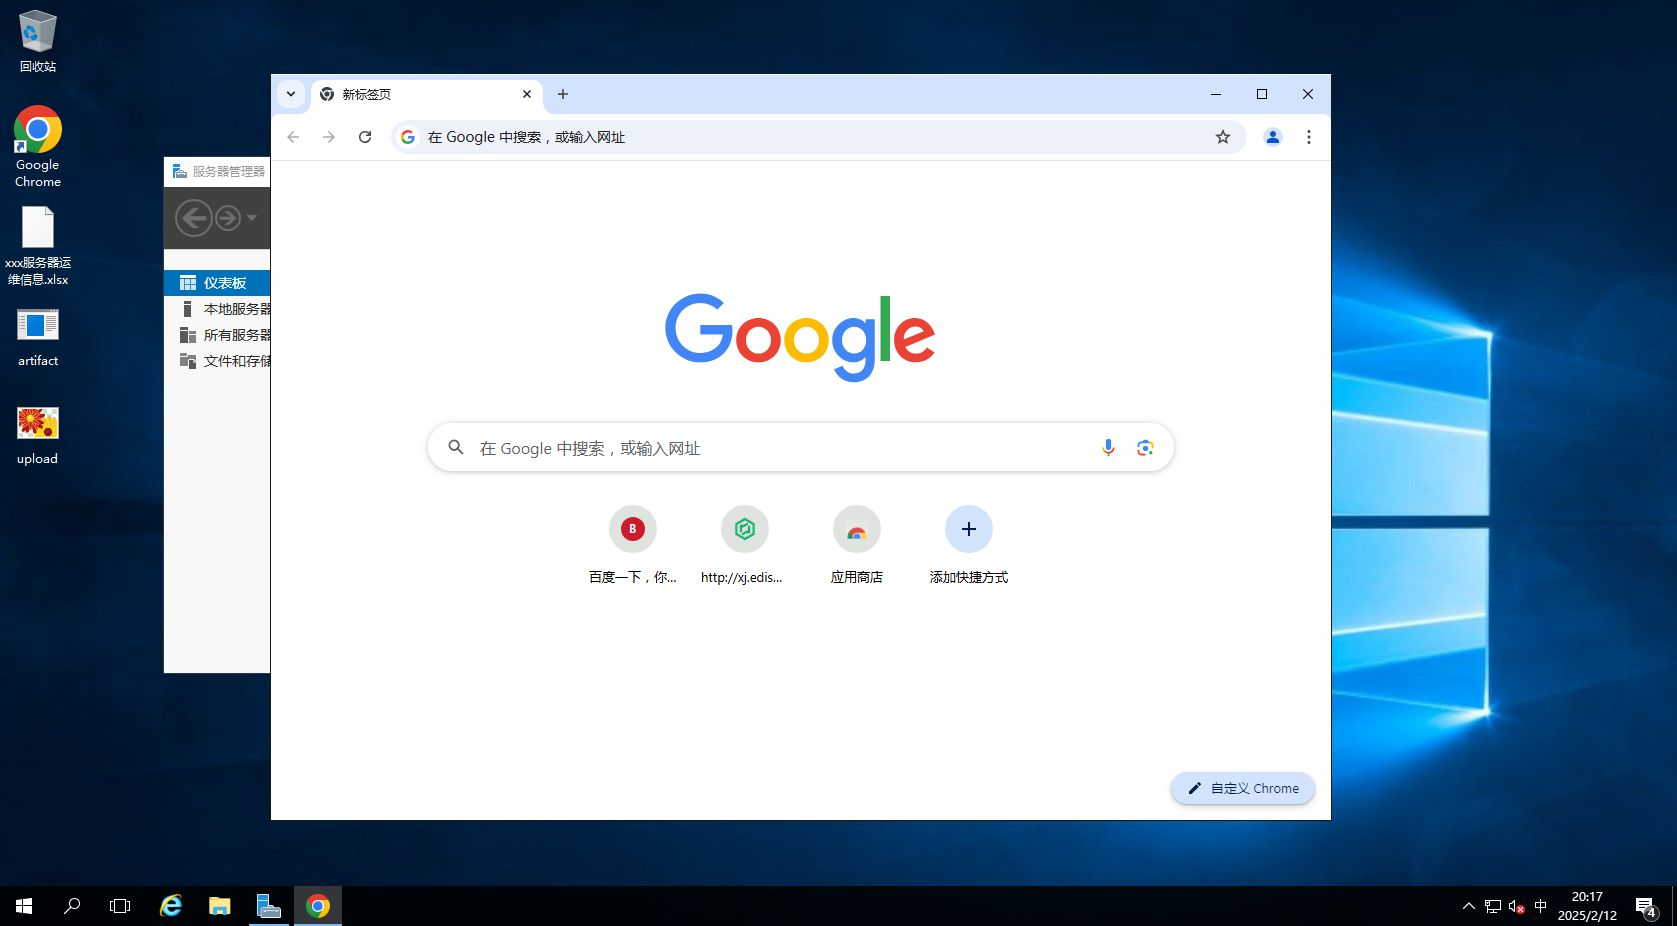 回收站
Google
Chrome
xxx服务器运
维信息.xlsx
artifact
upload
服务器管理器
仪表板
本地服务器
所有服务器
文件和存储
新标签页
在 Google 中搜索，或输入网址
Google
在 Google 中搜索，或输入网址
B
百度一下，你...
http://xj.edis...
应用商店
添加快捷方式
自定义 Chrome
中
20:17
2025/2/12
4